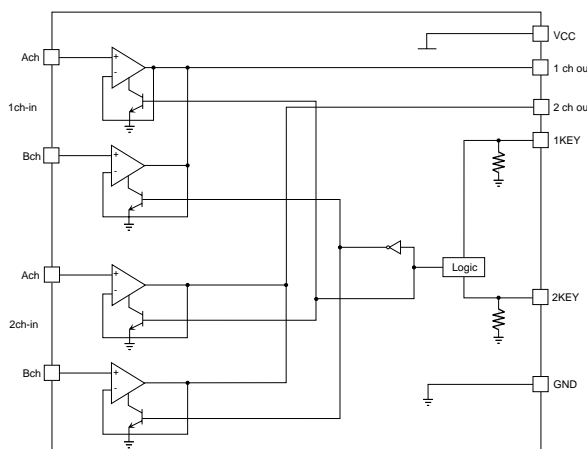 VCC
Ach
1 ch ou
1ch-in
2 ch ou
1KEY
Bch
Logic
Ach
2KEY
2ch-in
Bch
GND
+
-
+
-
+
-
+
-